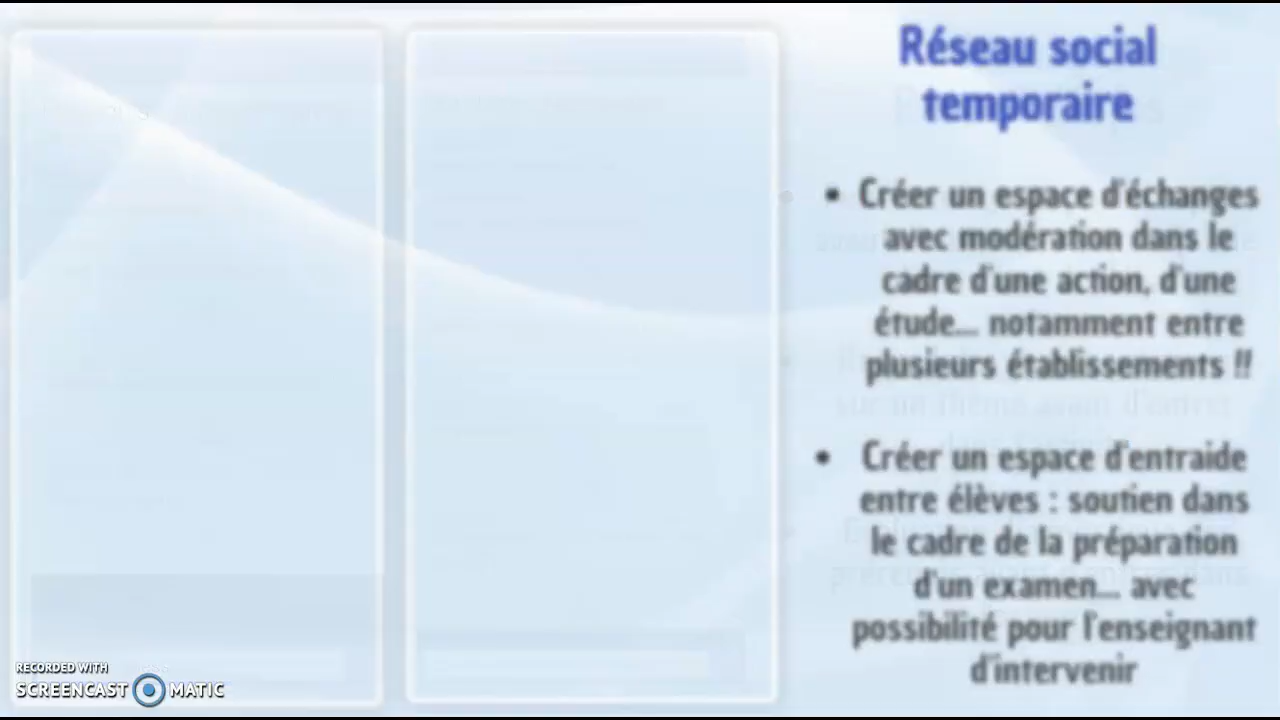 Réseau social
temporaire
• Créer un espace d'échanges
avec modération dans le
cadre d'une action, d'une
étude... notamment entre
plusieurs établissements !!
• Créer un espace d'entraide
entre élèves : soutien dans
le cadre de la préparation
d'un examen... avec
possibilité pour l'enseignant
d'intervenir
RECORDED WITH
SCREENCAST MATIC